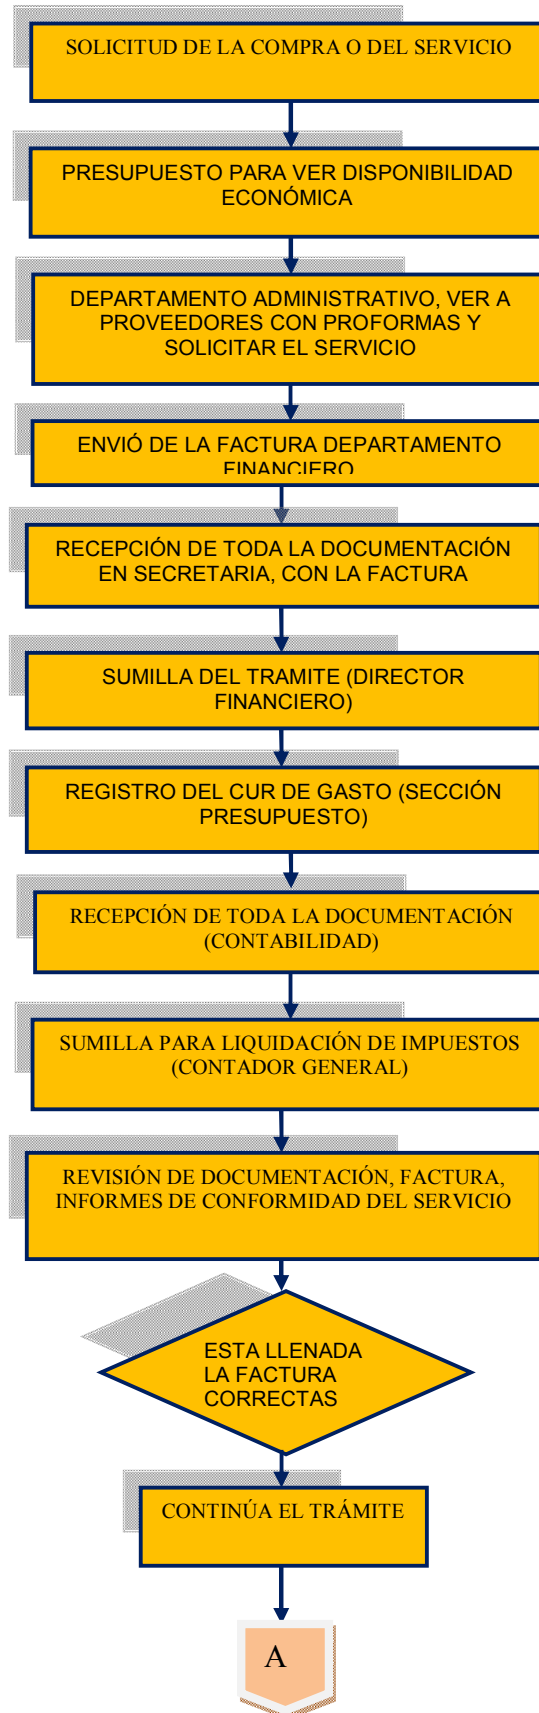 SOLICITUD DE LA COMPRA O DEL SERVICIO
PRESUPUESTO PARA VER DISPONIBILIDAD
ECONÓMICA
DEPARTAMENTO ADMINISTRATIVO, VER A
PROVEEDORES CON PROFORMAS Y
SOLICITAR EL SERVICIO
ENVIÓ DE LA FACTURA DEPARTAMENTO
FINANCIERO
RECEPCIÓN DE TODA LA DOCUMENTACIÓN
EN SECRETARIA, CON LA FACTURA
SUMILLA DEL TRAMITE (DIRECTOR
FINANCIERO)
REGISTRO DEL CUR DE GASTO (SECCIÓN
PRESUPUESTO)
RECEPCIÓN DE TODA LA DOCUMENTACIÓN
(CONTABILIDAD)
SUMILLA PARA LIQUIDACIÓN DE IMPUESTOS
(CONTADOR GENERAL)
REVISIÓN DE DOCUMENTACIÓN, FACTURA,
INFORMES DE CONFORMIDAD DEL SERVICIO
ESTA LLENADA
LA FACTURA
CORRECTAS
CONTINÚA EL TRÁMITE
A